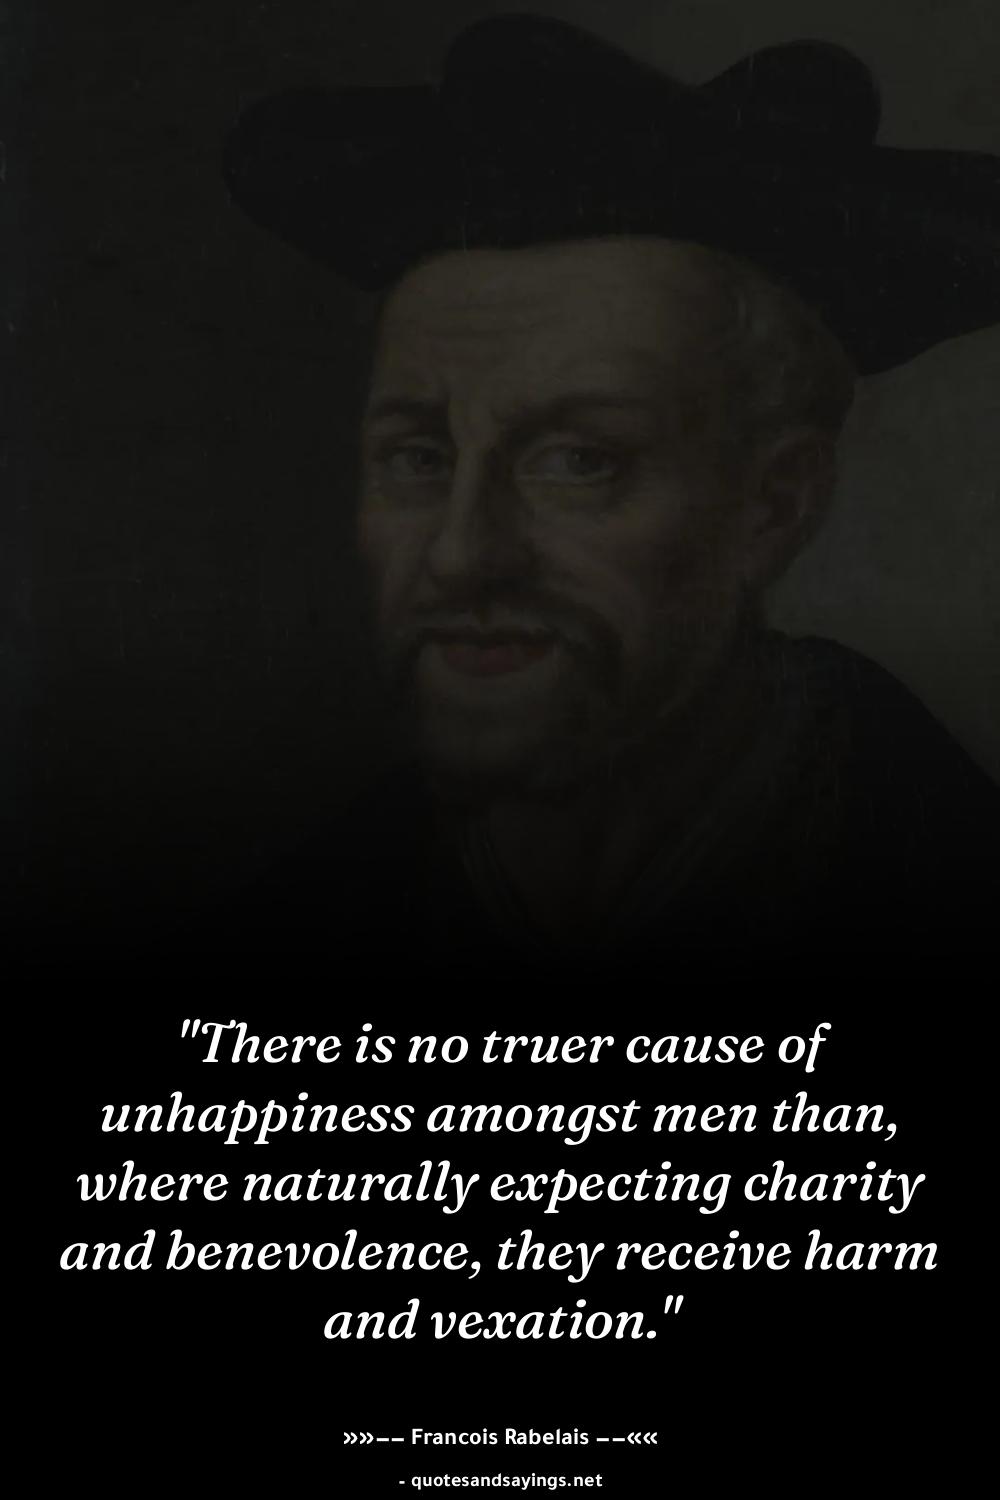 "There is no truer cause of
unhappiness amongst men than,
where naturally expecting charity
and benevolence, they receive harm
and vexation."
»»–– Francois Rabelais ––««
- quotesandsayings.net